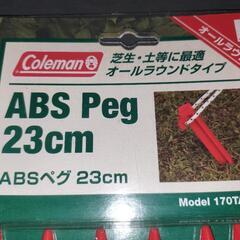 Coleman
芝生・土等に最適
オールラウンドタイプ
ABS Peg
23cm
ABSペグ 23cm
Model 170TA
オールラウン